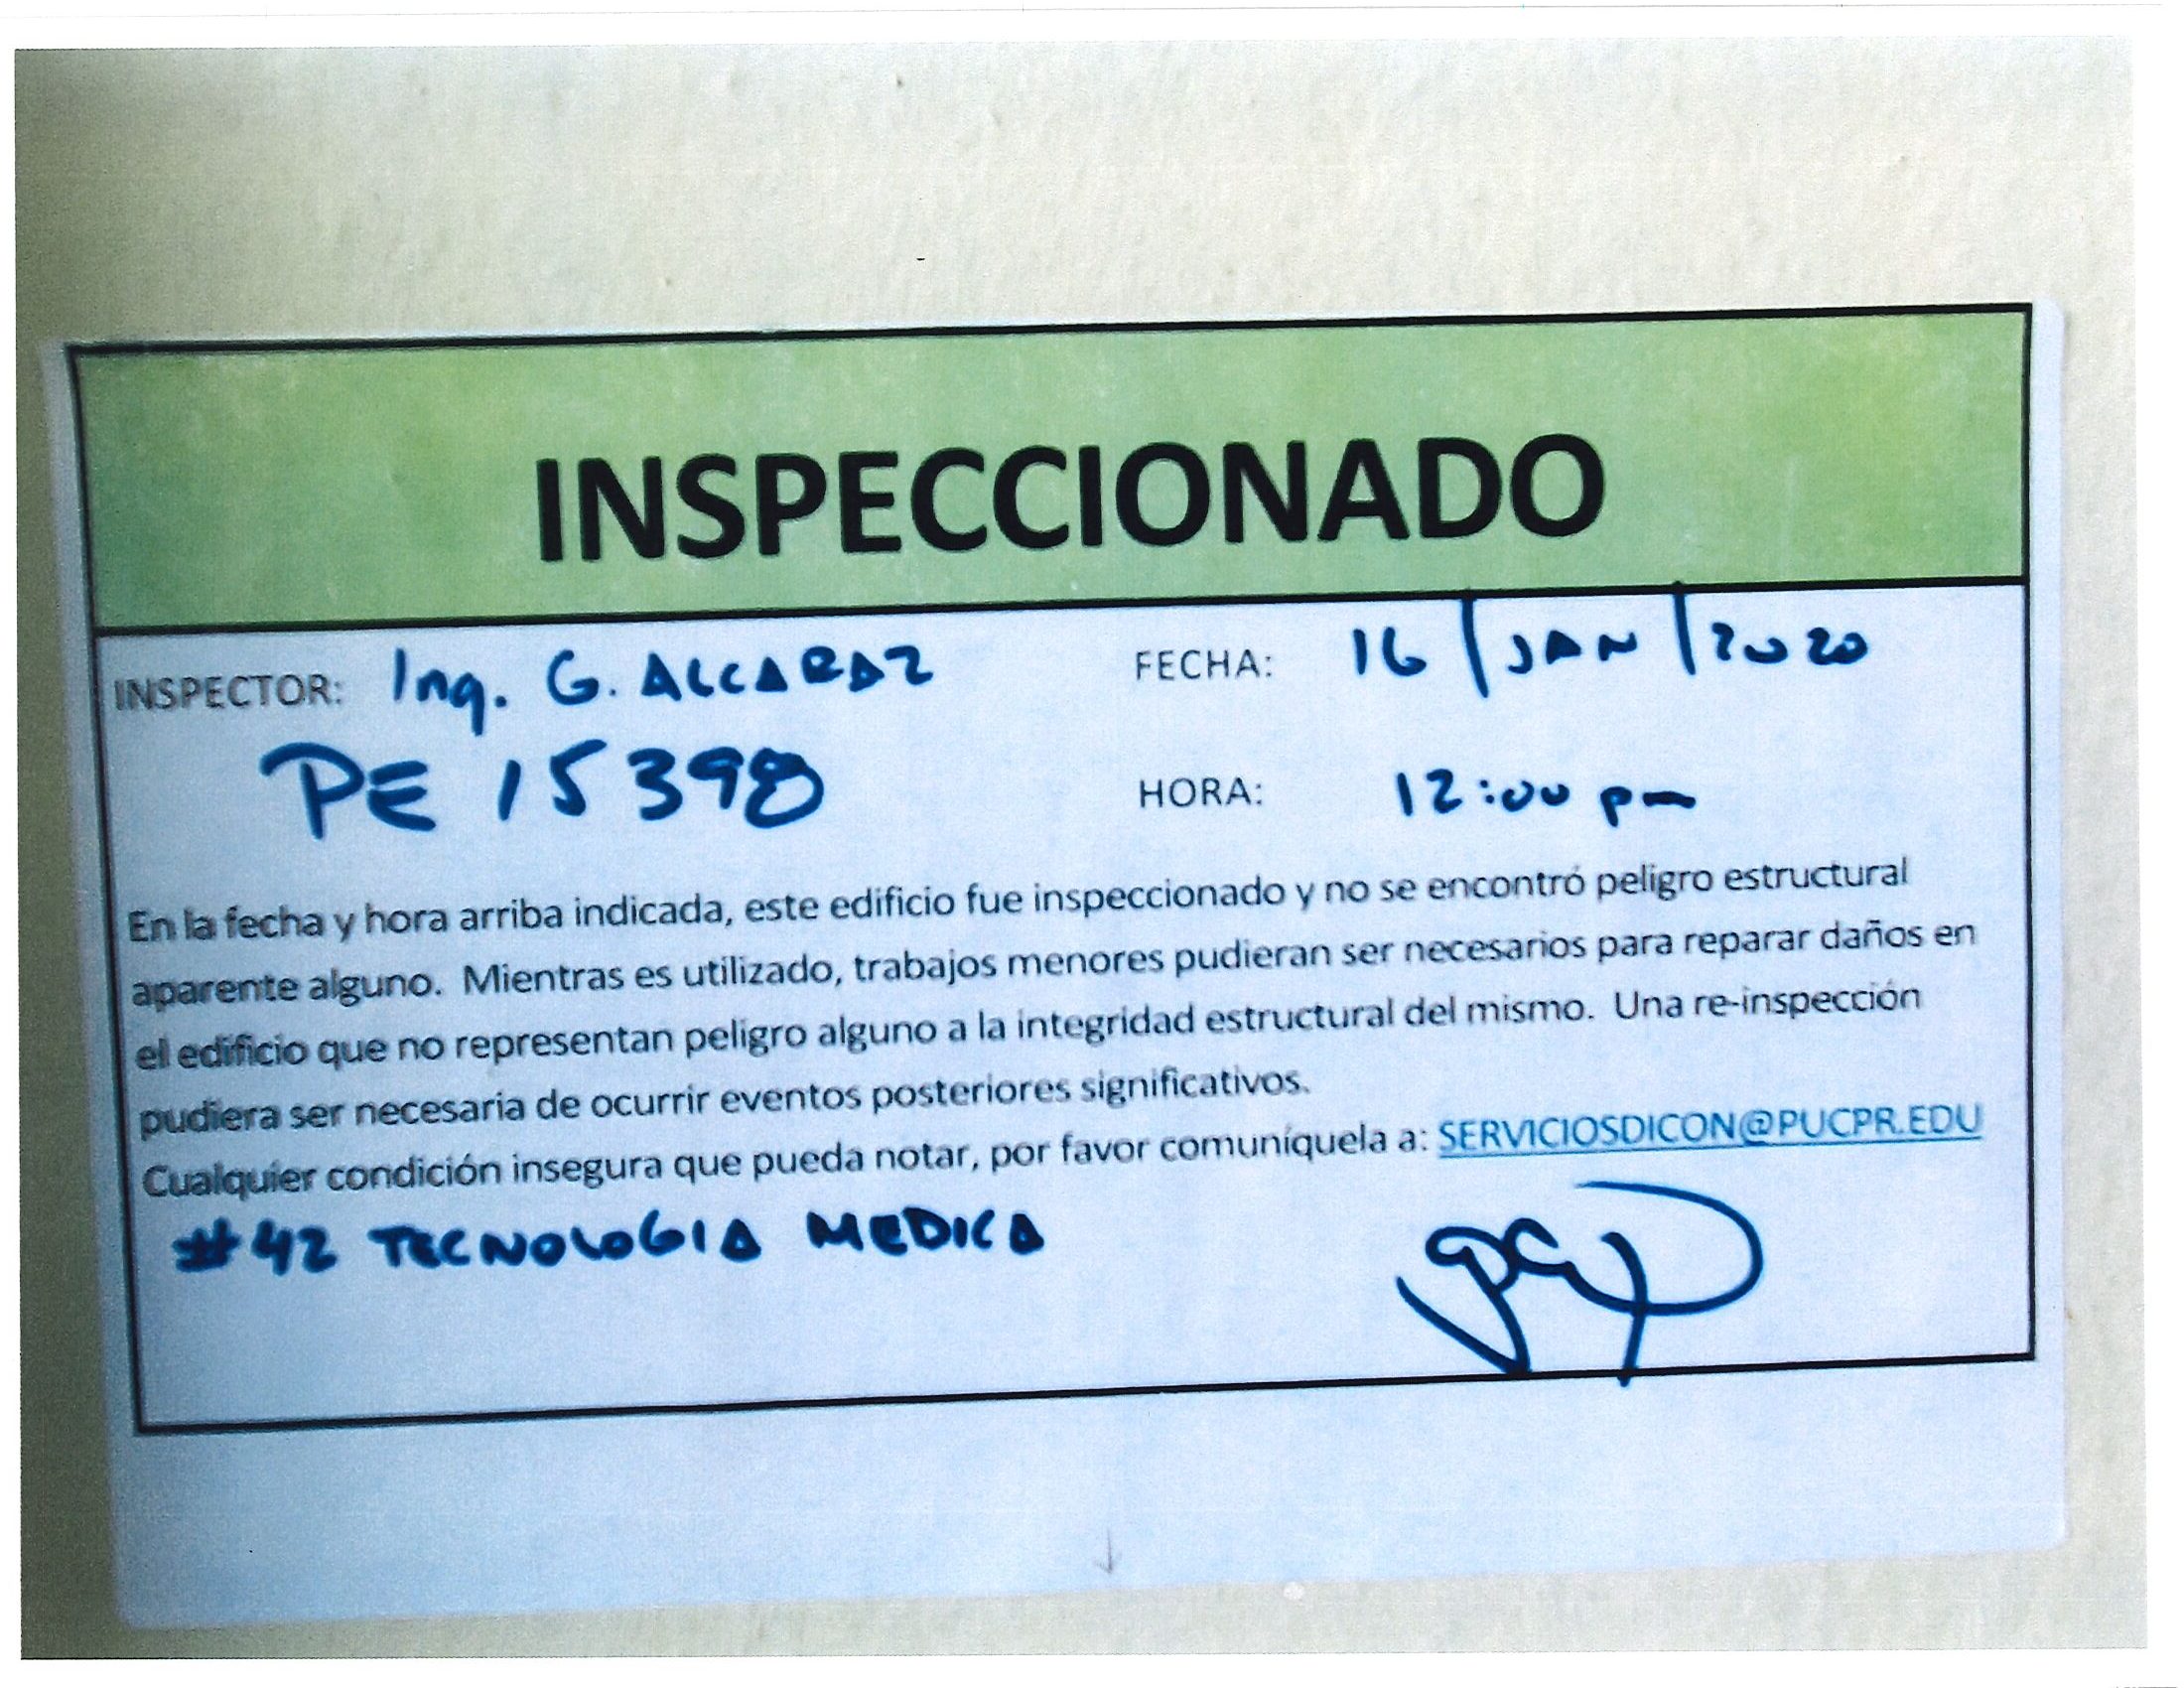 INSPECCIONADO
INSPECTOR: Ing. G. ALCARAZ FECHA: 16/JAN/2020
PE 15398 HORA: 12:00 pm
En la fecha y hora arriba indicada, este edificio fue inspeccionado y no se encontró peligro estructural
aparente alguno. Mientras es utilizado, trabajos menores pudieran ser necesarios para reparar daños en
el edificio que no representan peligro alguno a la integridad estructural del mismo. Una re-inspección
pudiera ser necesaria de ocurrir eventos posteriores significativos.
Cualquier condición insegura que pueda notar, por favor comuníquela a: SERVICIOSDICON@PUCPR.EDU
#42 TECNOLOGIA MEDICA